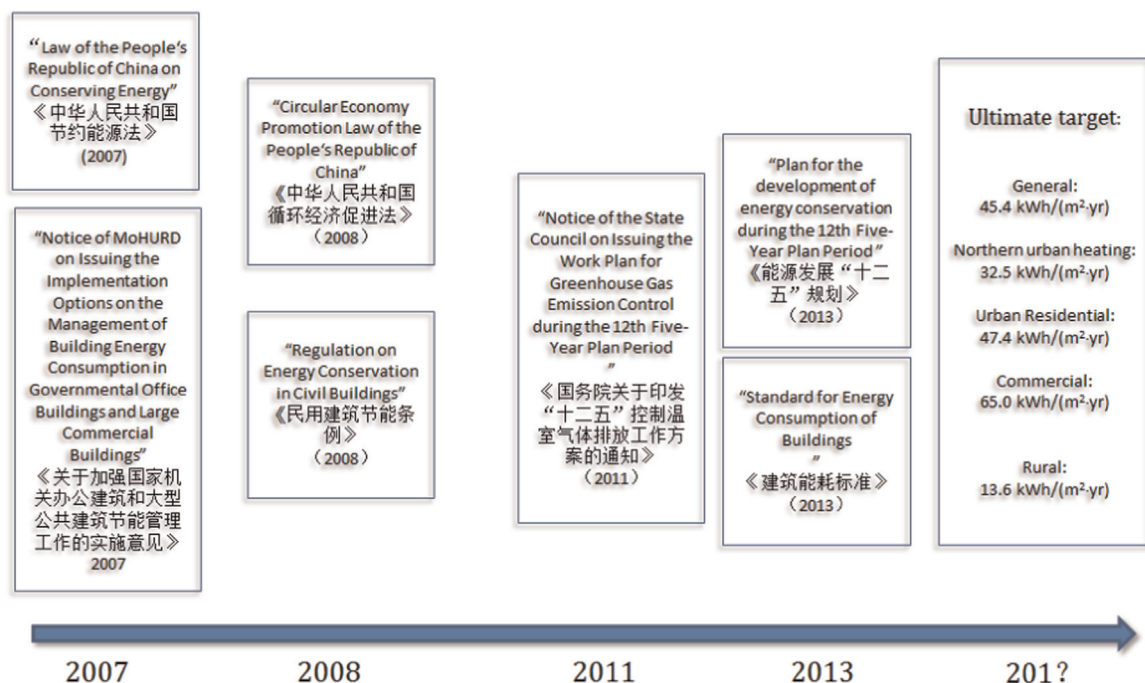 “Law of the People's
Republic of China on
Conserving Energy”
《中华人民共和国
节约能源法》
(2007)
“Notice of MoHURD
on Issuing the
Implementation
Options on the
Management of
Building Energy
Consumption in
Governmental Office
Buildings and Large
Commercial
Buildings”
《关于加强国家机
关办公建筑和大型
公共建筑节能管理
工作的实施意见》
2007
“Circular Economy
Promotion Law of the
People's Republic of
China”
《中华人民共和国
循环经济促进法》
（2008）
“Regulation on
Energy Conservation
in Civil Buildings”
《民用建筑节能条
例》
（2008）
“Notice of the State
Council on Issuing the
Work Plan for
Greenhouse Gas
Emission Control
during the 12th Five-
Year Plan Period
”
《国务院关于印发
“十二五”控制温
室气体排放工作方
案的通知》
（2011）
“Plan for the
development of
energy conservation
during the 12th Five-
Year Plan Period”
《能源发展“十二
五”规划》
（2013）
“Standard for Energy
Consumption of
Buildings
”
《建筑能耗标准》
（2013）
Ultimate target:
General:
45.4 kWh/(m²·yr)
Northern urban heating:
32.5 kWh/(m²·yr)
Urban Residential:
47.4 kWh/(m²·yr)
Commercial:
65.0 kWh/(m²·yr)
Rural:
13.6 kWh/(m²·yr)
2007
2008
2011
2013
201?